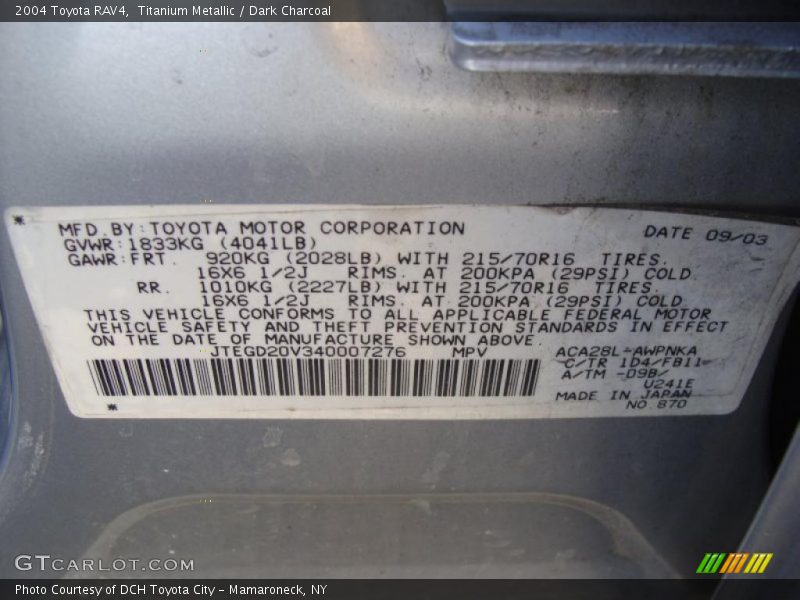 2004 Toyota RAV4,  Titanium Metallic / Dark Charcoal
MFD.BY:TOYOTA MOTOR CORPORATION DATE 09/03
GVWR:1833KG (4041LB)
GAWR:FRT. 920KG (2028LB) WITH 215/70R16 TIRES.
16X6 1/2J RIMS. AT 200KPA (29PSI) COLD.
RR. 1010KG (2227LB) WITH 215/70R16 TIRES.
16X6 1/2J RIMS. AT 200KPA (29PSI) COLD.
THIS VEHICLE CONFORMS TO ALL APPLICABLE FEDERAL MOTOR
VEHICLE SAFETY AND THEFT PREVENTION STANDARDS IN EFFECT
ON THE DATE OF MANUFACTURE SHOWN ABOVE.
JTEGD20V340007276 MPV ACA28L-AWPNKA
C/TR 1D4/FB11
A/TM -09B/
U241E
MADE IN JAPAN
NO 870
GTCARLOT.COM
Photo Courtesy of DCH Toyota City - Mamaroneck, NY